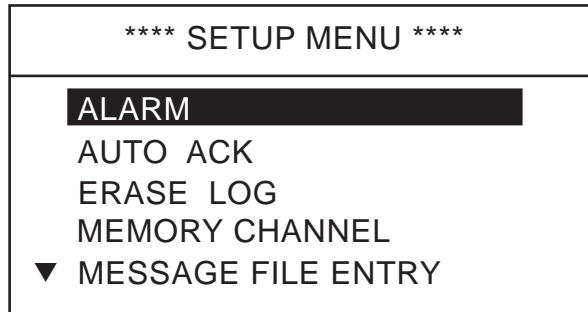 **** SETUP MENU ****
ALARM
AUTO ACK
ERASE LOG
MEMORY CHANNEL
▼ MESSAGE FILE ENTRY